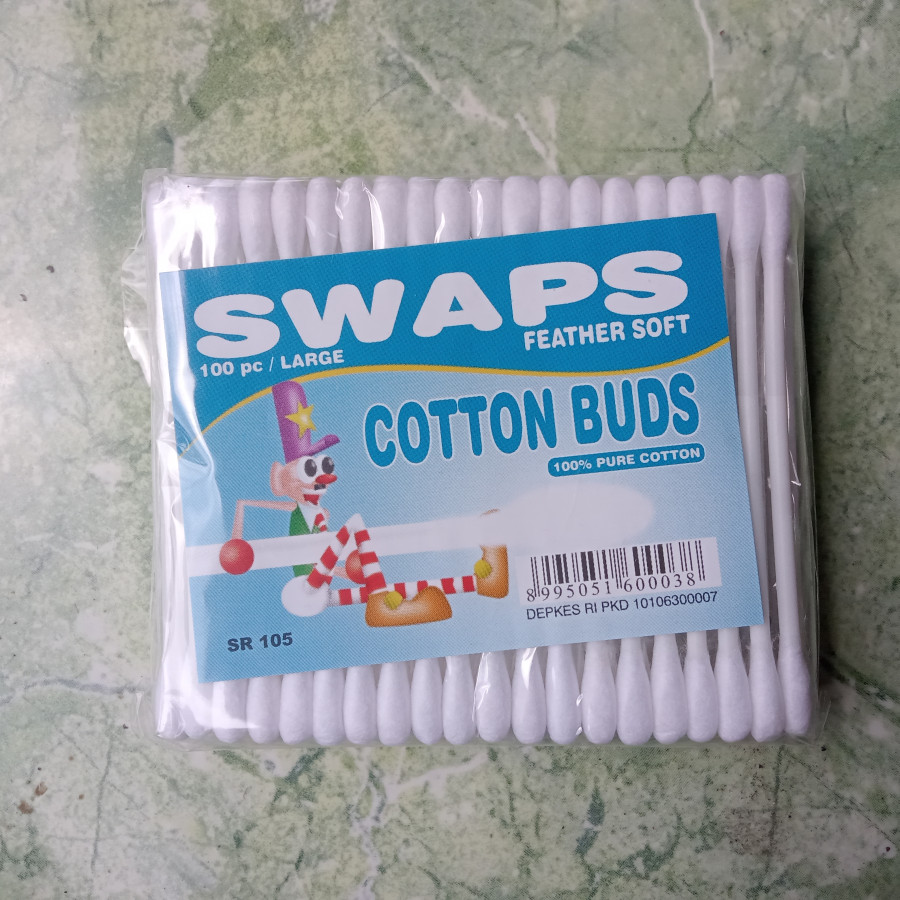 SWAPS
100 pc / LARGE
FEATHER SOFT
COTTON BUDS
100% PURE COTTON
8 995051 600038
DEPKES RI PKD 10106300007
SR 105